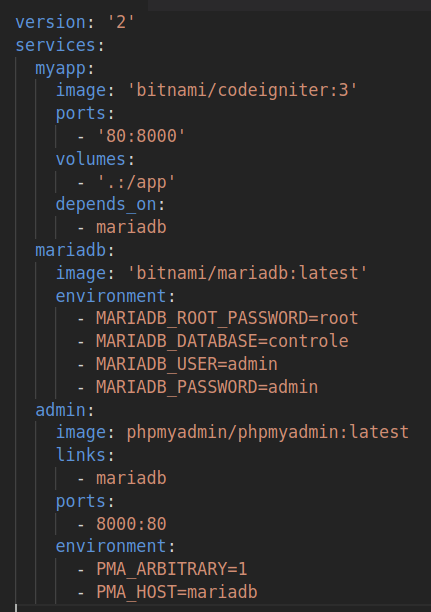 version: '2'
services:
  myapp:
    image: 'bitnami/codeigniter:3'
    ports:
      - '80:8000'
    volumes:
      - '.:/app'
    depends_on:
      - mariadb
  mariadb:
    image: 'bitnami/mariadb:latest'
    environment:
      - MARIADB_ROOT_PASSWORD=root
      - MARIADB_DATABASE=controle
      - MARIADB_USER=admin
      - MARIADB_PASSWORD=admin
  admin:
    image: phpmyadmin/phpmyadmin:latest
    links:
      - mariadb
    ports:
      - 8000:80
    environment:
      - PMA_ARBITRARY=1
      - PMA_HOST=mariadb